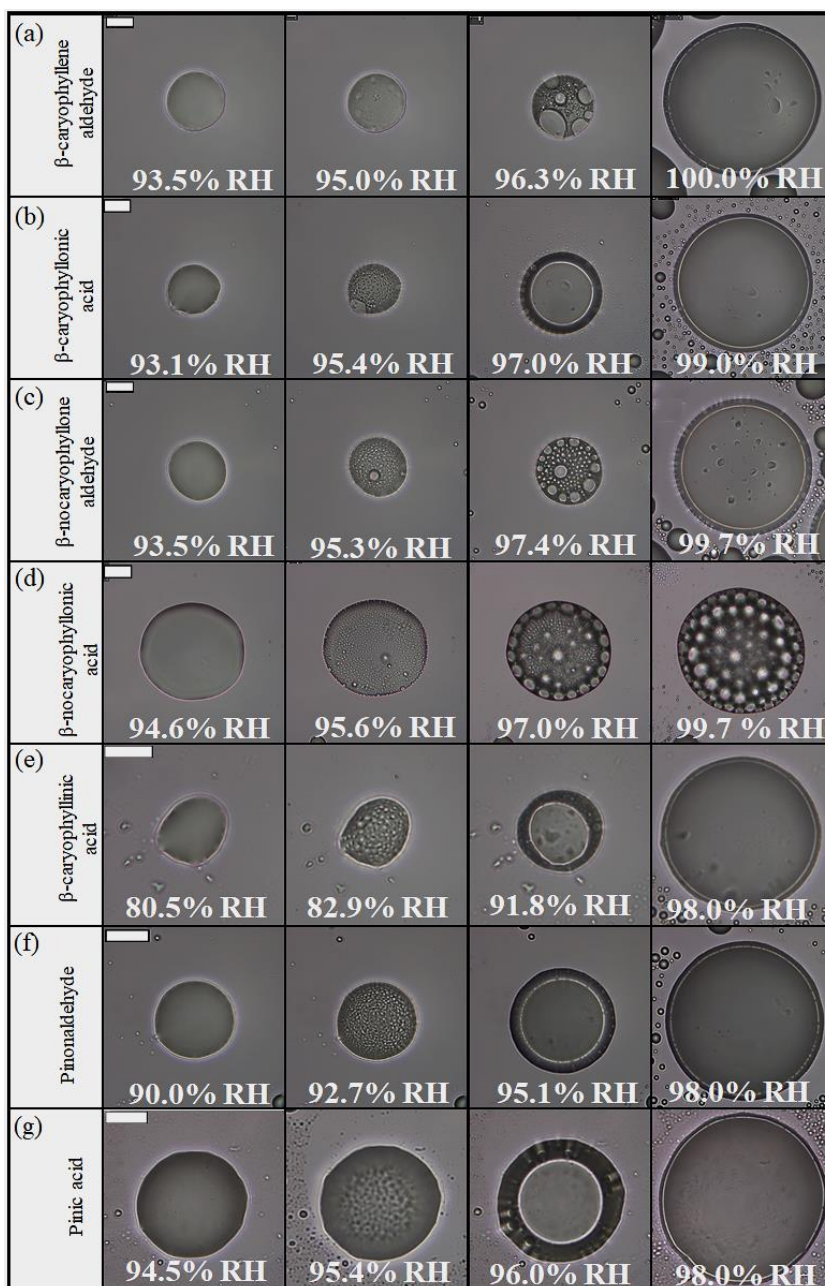 (a)
β-caryophyllene
aldehyde
93.5% RH
95.0% RH
96.3% RH
100.0% RH
(b)
β-caryophyllonic
acid
93.1% RH
95.4% RH
97.0% RH
99.0% RH
(c)
β-nocaryophyllone
aldehyde
93.5% RH
95.3% RH
97.4% RH
99.7% RH
(d)
β-nocaryophyllonic
acid
94.6% RH
95.6% RH
97.0% RH
99.7 % RH
(e)
β-caryophyllinic
acid
80.5% RH
82.9% RH
91.8% RH
98.0% RH
(f)
Pinonaldehyde
90.0% RH
92.7% RH
95.1% RH
98.0% RH
(g)
Pinic acid
94.5% RH
95.4% RH
96.0% RH
98.0% RH